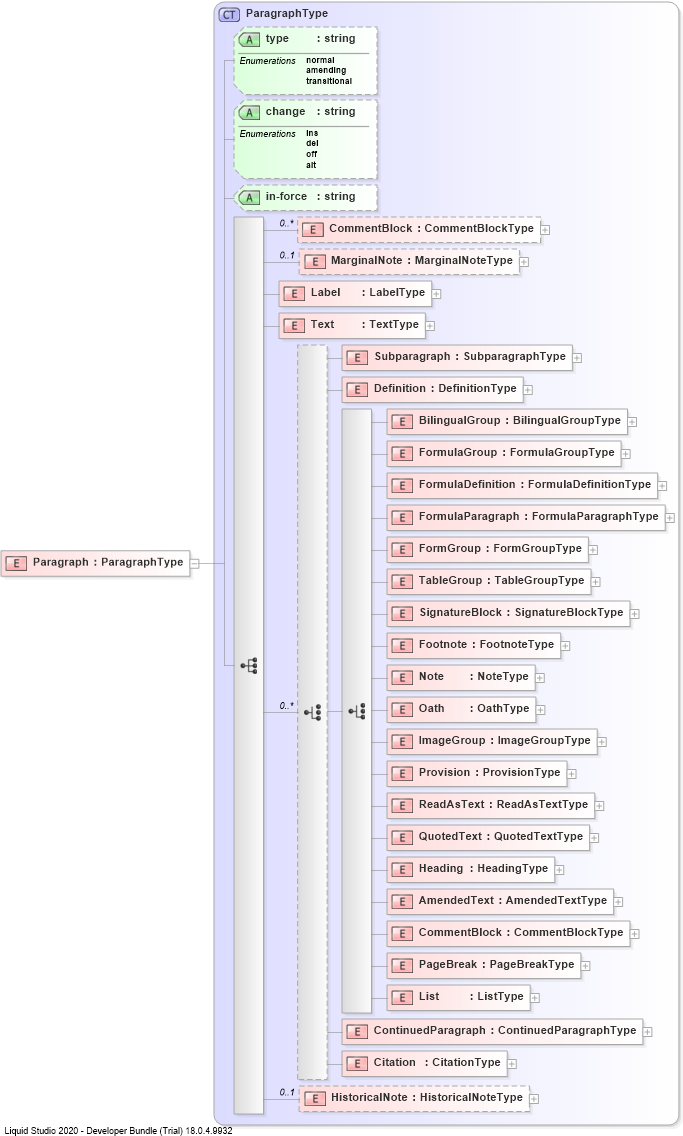 CT ParagraphType
A type : string
Enumerations normal
amending
transitional
A change : string
Enumerations ins
del
off
alt
A in-force : string
0..* E CommentBlock : CommentBlockType
0..1 E MarginalNote : MarginalNoteType
E Label : LabelType
E Text : TextType
E Subparagraph : SubparagraphType
E Definition : DefinitionType
E BilingualGroup : BilingualGroupType
E FormulaGroup : FormulaGroupType
E FormulaDefinition : FormulaDefinitionType
E FormulaParagraph : FormulaParagraphType
E FormGroup : FormGroupType
E Paragraph : ParagraphType
E TableGroup : TableGroupType
E SignatureBlock : SignatureBlockType
E Footnote : FootnoteType
E Note : NoteType
0..*
E Oath : OathType
E ImageGroup : ImageGroupType
E Provision : ProvisionType
E ReadAsText : ReadAsTextType
E QuotedText : QuotedTextType
E Heading : HeadingType
E AmendedText : AmendedTextType
E CommentBlock : CommentBlockType
E PageBreak : PageBreakType
E List : ListType
E ContinuedParagraph : ContinuedParagraphType
E Citation : CitationType
0..1 E HistoricalNote : HistoricalNoteType
Liquid Studio 2020 - Developer Bundle (Trial) 18.0.4.9932